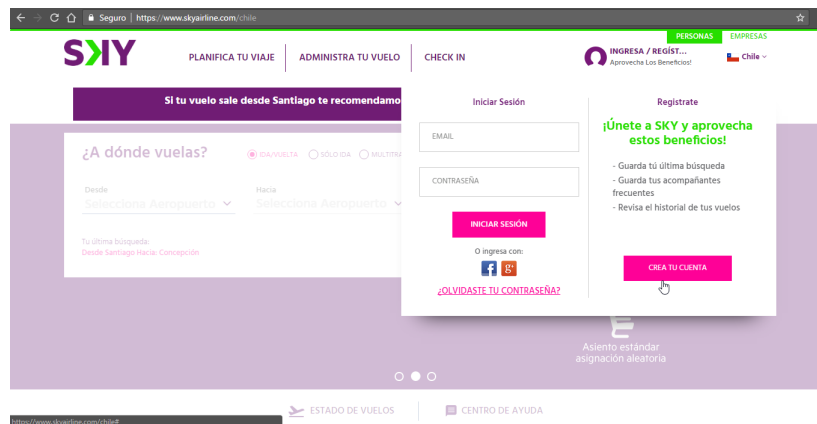 Seguro | https://www.skyairline.com/chile
PERSONAS EMPRESAS
SKY
PLANIFICA TU VIAJE
ADMINISTRA TU VUELO
CHECK IN
INGRESA / REGÍST...
Aprovecha Los Beneficios!
Chile
Si tu vuelo sale desde Santiago te recomendamo
¿A dónde vuelas?
IDA/VUELTA SÓLO IDA
Desde
Selecciona Aeropuerto
Hacia
Selecciona Aeropuerto
Tu última búsqueda:
Desde Santiago Hacia: Concepción
Iniciar Sesión
EMAIL
CONTRASEÑA
INICIAR SESIÓN
O ingresa con:
f g+
¿OLVIDASTE TU CONTRASEÑA?
Registrate
¡Únete a SKY y aprovecha
estos beneficios!
- Guarda tú última búsqueda
- Guarda tus acompañantes
frecuentes
- Revisa el historial de tus vuelos
CREA TU CUENTA
Asiento estándar
asignación aleatoria
ESTADO DE VUELOS
CENTRO DE AYUDA
https://www.skyairline.com/chile#